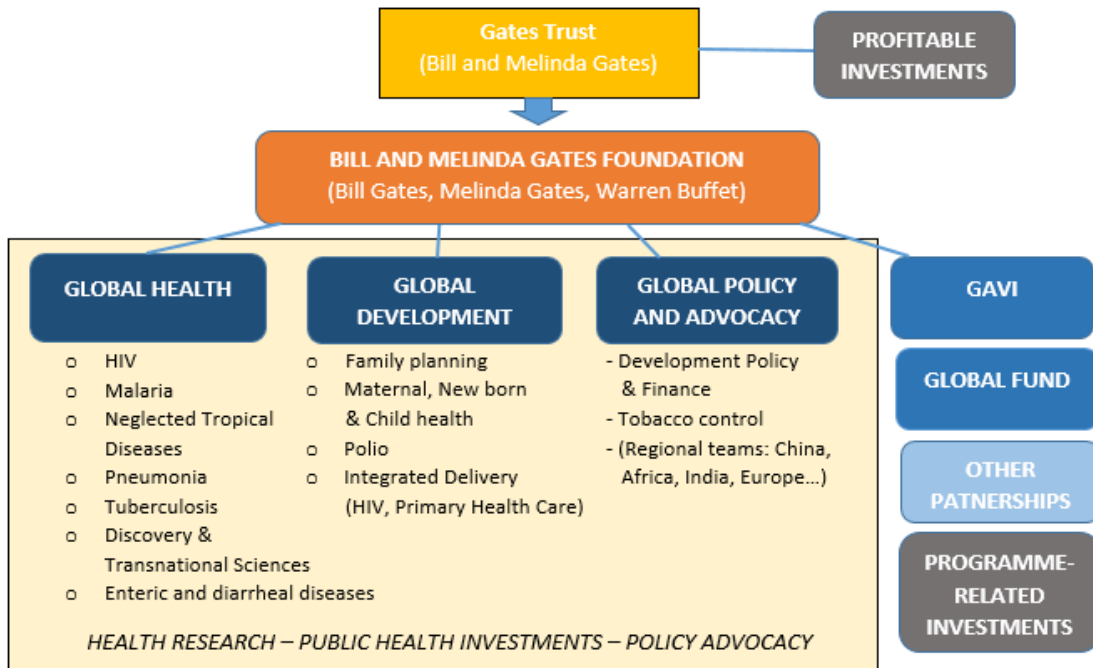 Gates Trust
(Bill and Melinda Gates)
PROFITABLE
INVESTMENTS
BILL AND MELINDA GATES FOUNDATION
(Bill Gates, Melinda Gates, Warren Buffet)
GLOBAL HEALTH
o HIV
o Malaria
o Neglected Tropical
Diseases
o Pneumonia
o Tuberculosis
o Discovery &
Transnational Sciences
o Enteric and diarrheal diseases
GLOBAL
DEVELOPMENT
o Family planning
o Maternal, New born
& Child health
o Polio
o Integrated Delivery
(HIV, Primary Health Care)
GLOBAL POLICY
AND ADVOCACY
- Development Policy
& Finance
- Tobacco control
- (Regional teams: China,
Africa, India, Europe...)
HEALTH RESEARCH – PUBLIC HEALTH INVESTMENTS – POLICY ADVOCACY
GAVI
GLOBAL FUND
OTHER
PATNERSHIPS
PROGRAMME-
RELATED
INVESTMENTS